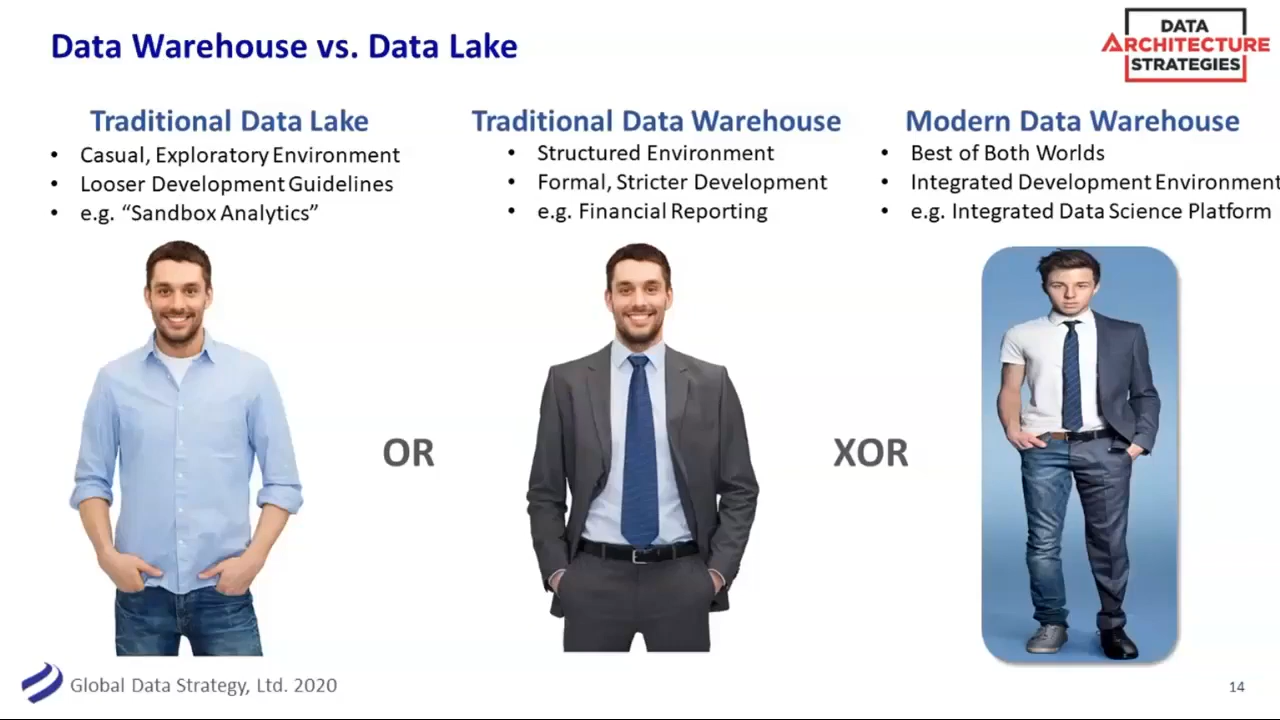 Data Warehouse vs. Data Lake
DATA
ARCHITECTURE
STRATEGIES
Traditional Data Lake
• Casual, Exploratory Environment
• Looser Development Guidelines
• e.g. “Sandbox Analytics”
Traditional Data Warehouse
• Structured Environment
• Formal, Stricter Development
• e.g. Financial Reporting
Modern Data Warehouse
• Best of Both Worlds
• Integrated Development Environment
• e.g. Integrated Data Science Platform
OR
XOR
Global Data Strategy, Ltd. 2020
14